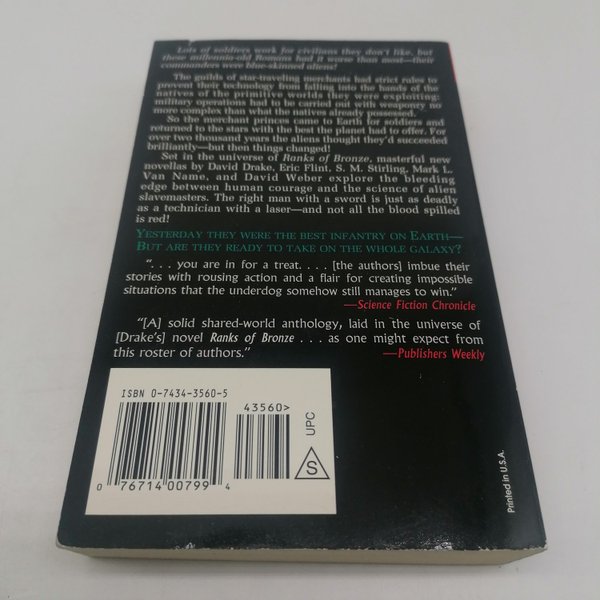 Lots of soldiers work for civilians they don't like, but
these millennia-old Romans had it worse than most—their
commanders were blue-skinned aliens!
The guilds of star-traveling merchants had strict rules to
prevent their technology from falling into the hands of the
natives of the primitive worlds they were exploiting:
military operations had to be carried out with weaponry no
more complex than what the natives already possessed.
So the merchant princes came to Earth for soldiers and
returned to the stars with the best the planet had to offer. For
over two thousand years the aliens thought they'd succeeded
brilliantly—but then things changed!
Set in the universe of Ranks of Bronze, masterful new
novellas by David Drake, Eric Flint, S. M. Stirling, Mark L.
Van Name, and David Weber explore the bleeding
edge between human courage and the science of alien
slavemasters. The right man with a sword is just as deadly
as a technician with a laser—and not all the blood spilled
is red!
YESTERDAY THEY WERE THE BEST INFANTRY ON EARTH—
BUT ARE THEY READY TO TAKE ON THE WHOLE GALAXY?
". . . you are in for a treat. . . . [the authors] imbue their
stories with rousing action and a flair for creating impossible
situations that the underdog somehow still manages to win."
—Science Fiction Chronicle
"[A] solid shared-world anthology, laid in the universe of
[Drake's] novel Ranks of Bronze . . . as one might expect from
this roster of authors."
—Publishers Weekly
ISBN 0-7434-3560-5
43560>
UPC
S
0 76714 00799 4
Printed in U.S.A.